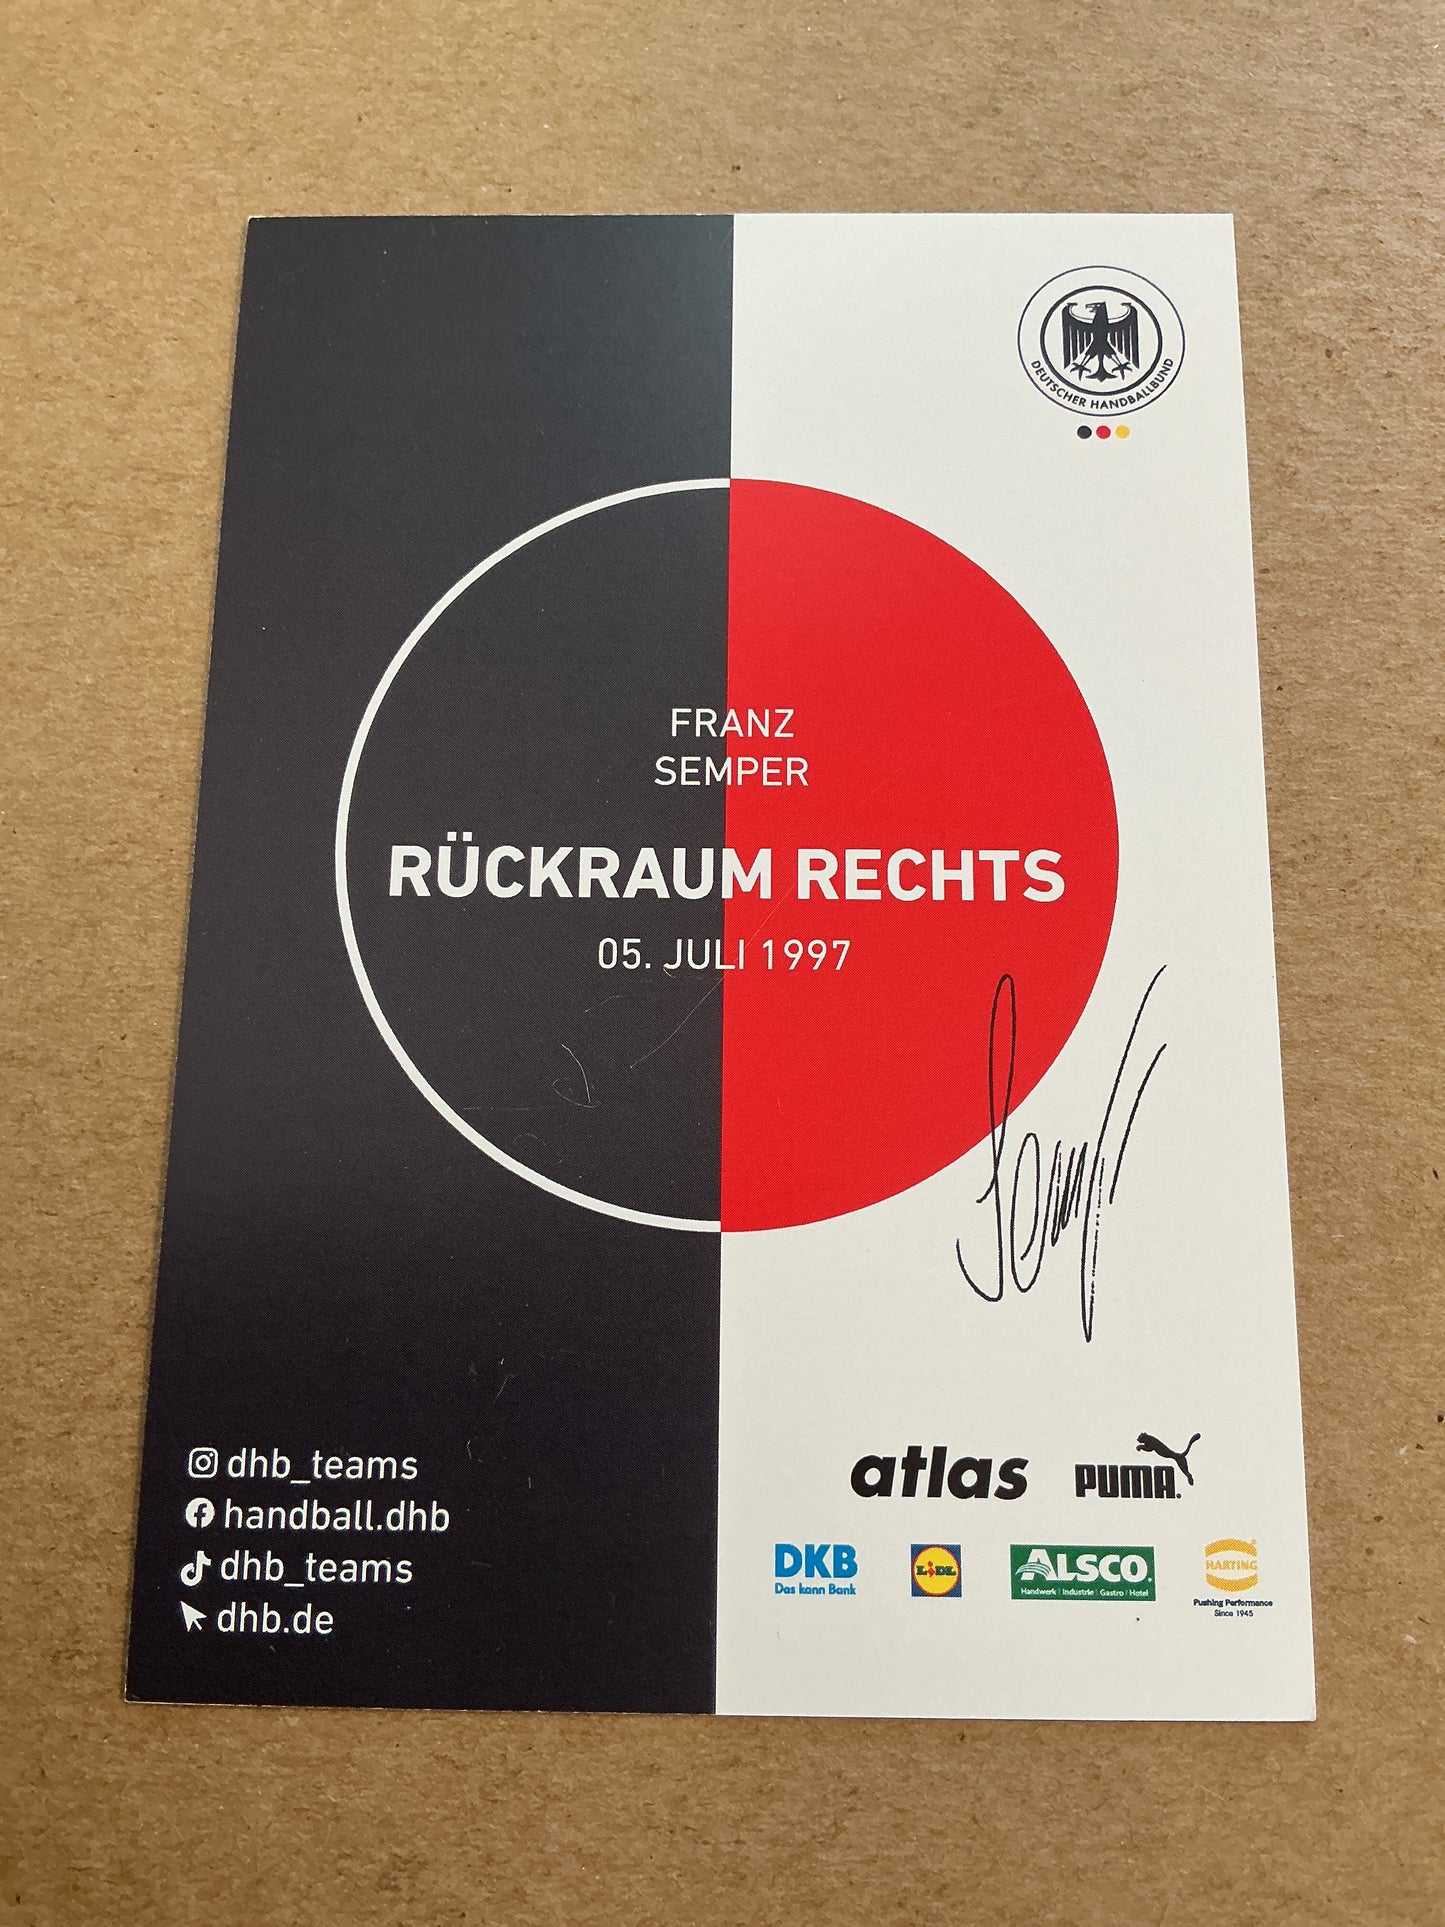 DEUTSCHER HANDBALLBUND
FRANZ
SEMPER
RÜCKRAUM RECHTS
05. JULI 1997
dhb_teams
handball.dhb
dhb_teams
dhb.de
atlas PUMA.
DKB
Das kann Bank
LIDL
ALSCO.
Handwerk | Industrie | Gastro | Hotel
HARTING
Pushing Performance
Since 1945